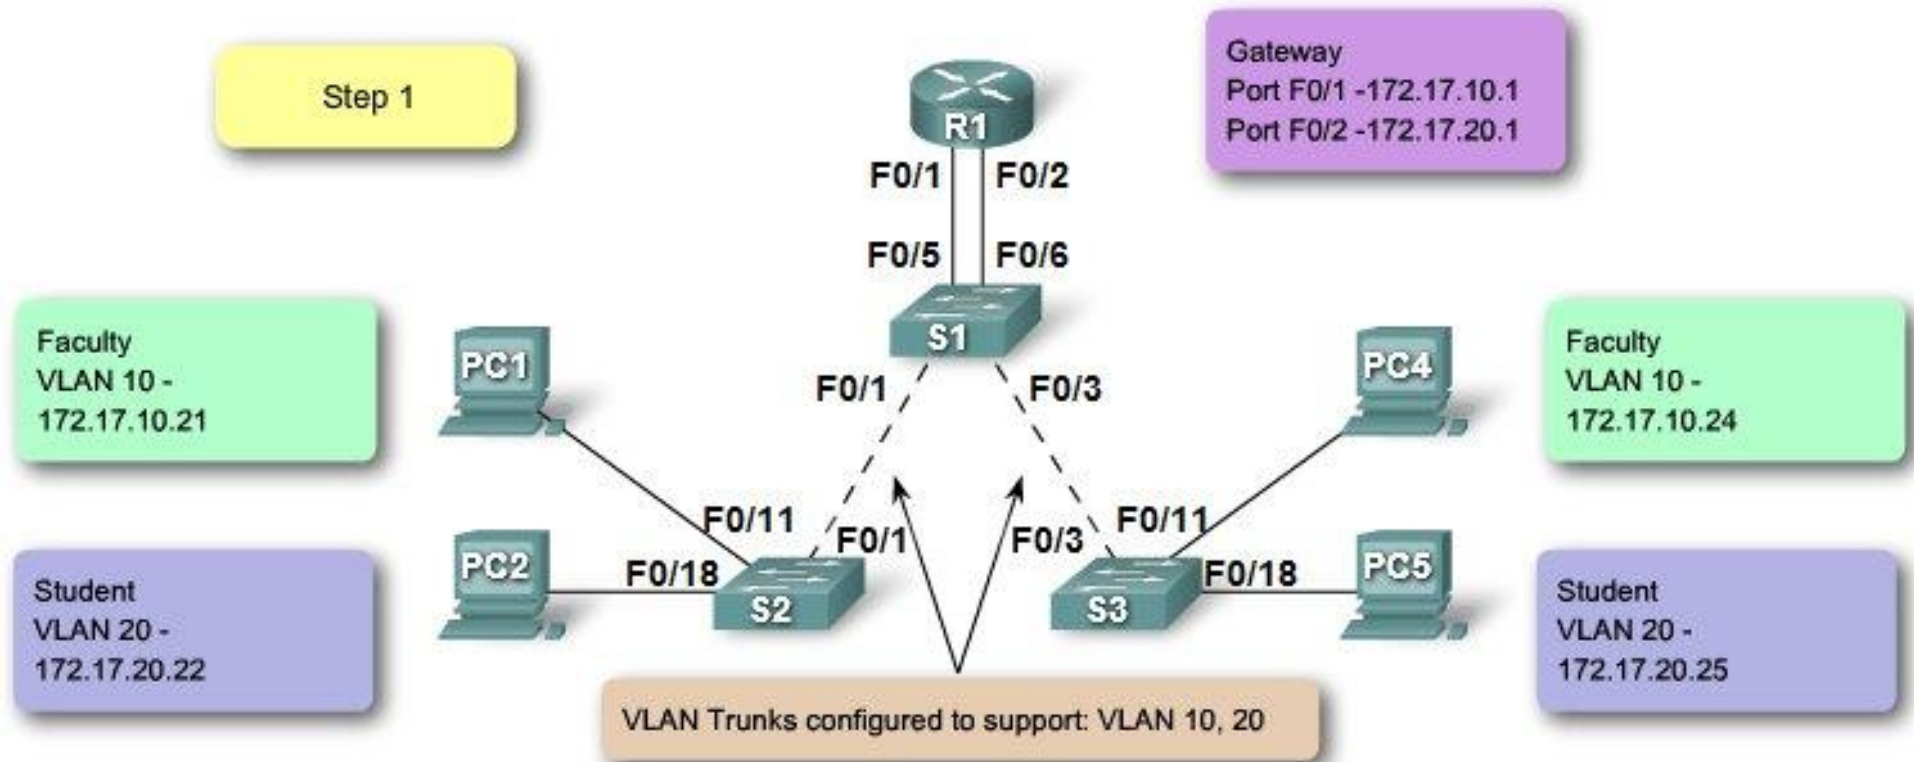 Step 1
Gateway
Port F0/1 -172.17.10.1
Port F0/2 -172.17.20.1
R1
F0/1
F0/2
F0/5
F0/6
S1
Faculty
VLAN 10 -
172.17.10.21
PC1
F0/1
F0/3
PC4
Faculty
VLAN 10 -
172.17.10.24
F0/11
F0/1
F0/3
F0/11
Student
VLAN 20 -
172.17.20.22
PC2
F0/18
S2
S3
F0/18
PC5
Student
VLAN 20 -
172.17.20.25
VLAN Trunks configured to support: VLAN 10, 20